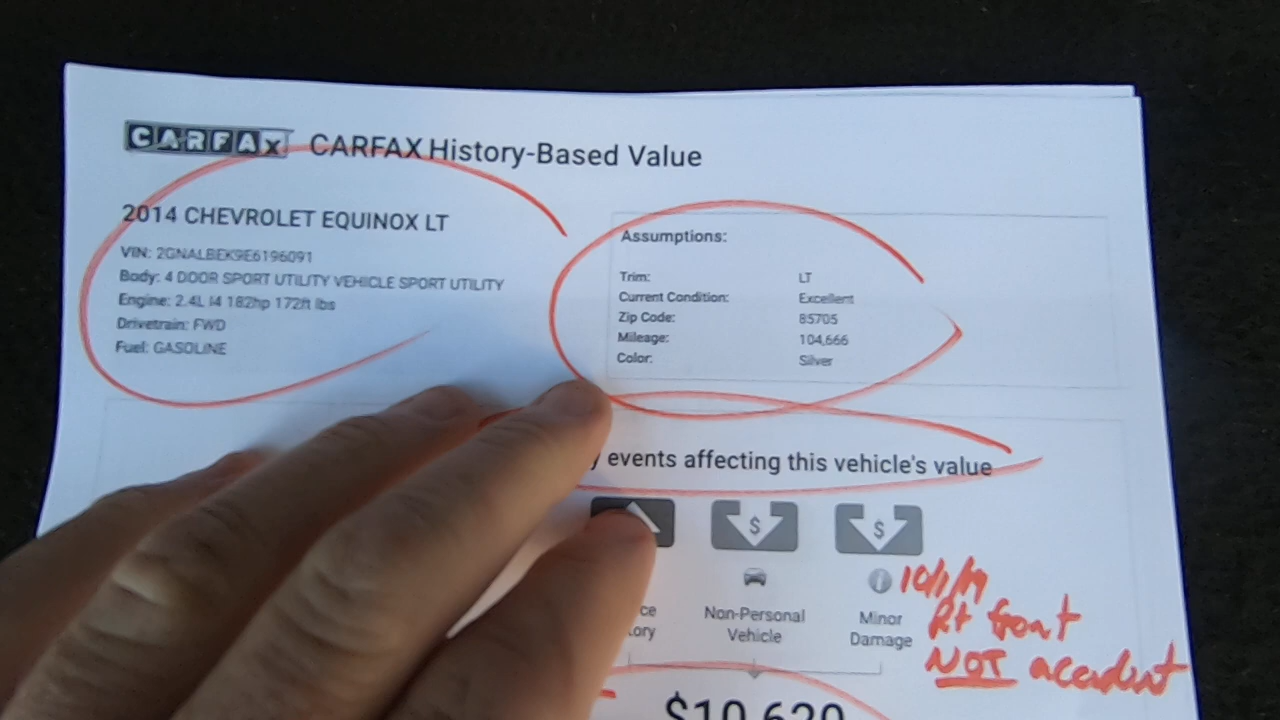 CARFAX CARFAX History-Based Value
2014 CHEVROLET EQUINOX LT
VIN: 2GNALBEK9E6196091
Body: 4 DOOR SPORT UTILITY VEHICLE SPORT UTILITY
Engine: 2.4L I4 182hp 172ft lbs
Drivetrain: FWD
Fuel: GASOLINE
Assumptions:
Trim: LT
Current Condition: Excellent
Zip Code: 85705
Mileage: 104,666
Color: Silver
y events affecting this vehicle's value
$ $
ce
ory
Non-Personal
Vehicle
Minor
Damage
Rt front
NOT accident
$10,620